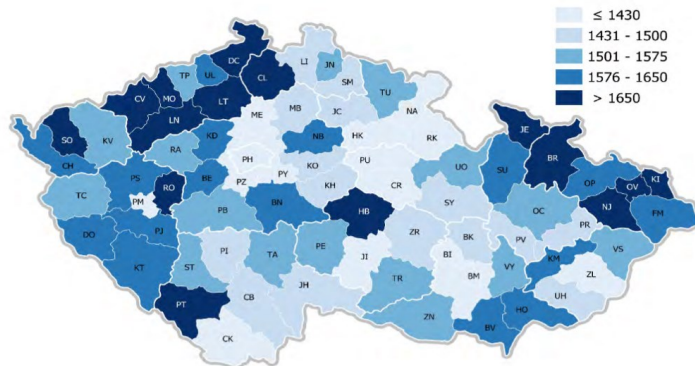 ≤ 1430
1431 - 1500
1501 - 1575
1576 - 1650
> 1650
DC
LI
JN
TP
UL
CL
SM
TU
CV
MO
LT
ME
MB
JC
NA
SO
KV
LN
KD
NB
HK
RK
JE
RA
BR
CH
PS
RO
BE
PH
PZ
PY
KO
PU
UO
SU
OP
OV
KI
TC
PM
KH
CR
NJ
FM
PB
BN
HB
SY
OC
PR
DO
PJ
ZR
BK
PV
KM
VS
KT
ST
PI
TA
PE
JI
BI
BM
VY
ZL
PT
CB
JH
TR
UH
CK
ZN
BV
HO